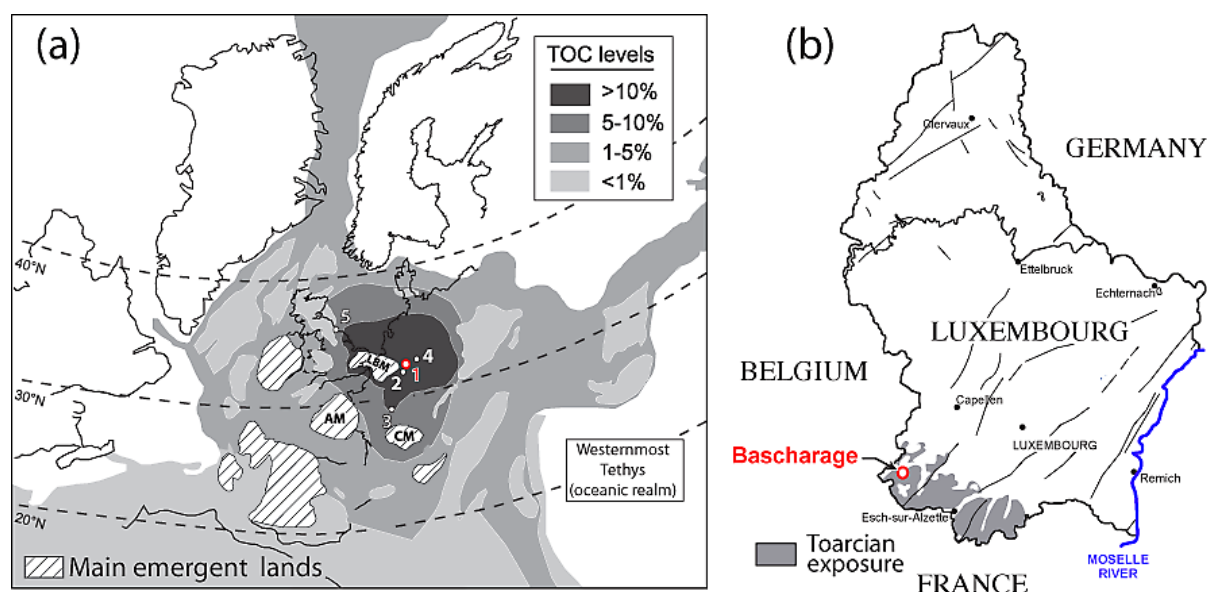 (a)
TOC levels
>10%
5-10%
1-5%
<1%
40°N
30°N
20°N
5
LBM
4
1
2
3
AM
CM
Westernmost
Tethys
(oceanic realm)
Main emergent lands
(b)
Clervaux
GERMANY
Ettelbruck
Echternach
LUXEMBOURG
BELGIUM
Capellen
LUXEMBOURG
Bascharage
Remich
Esch-sur-Alzette
Toarcian
exposure
MOSELLE
RIVER
FRANCE